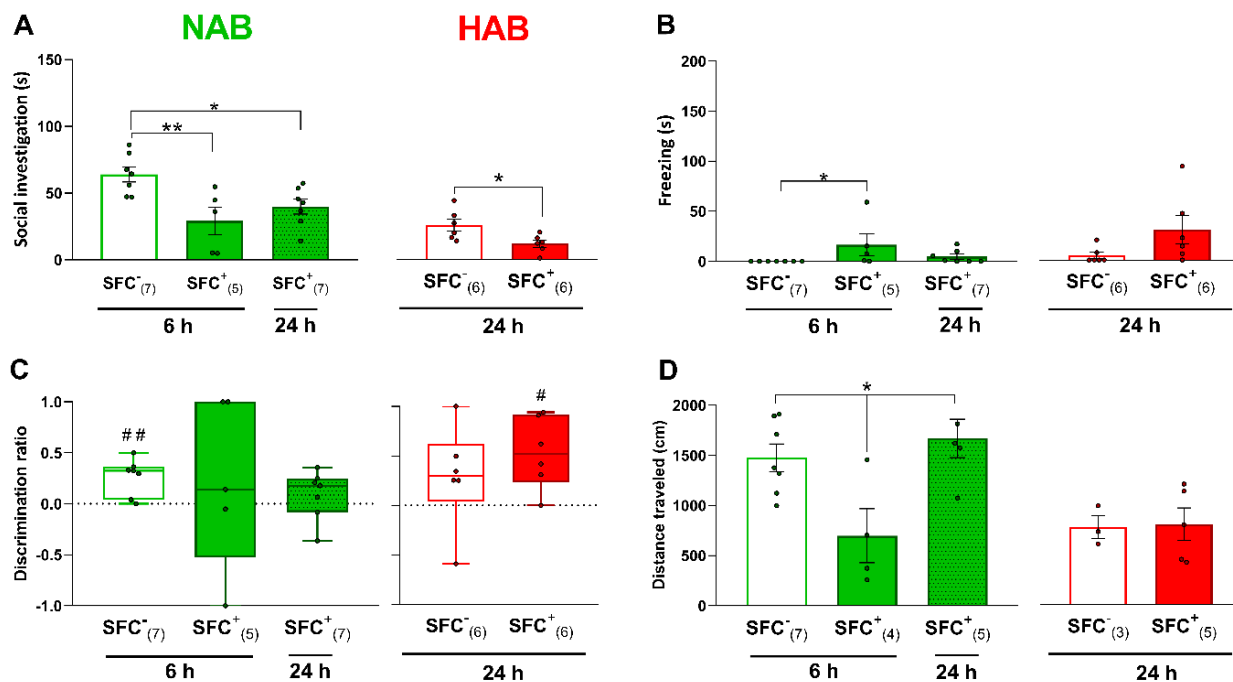 A NAB HAB B
Social investigation (s)
150
100
50
0
*
**
*
SFC⁻(7) SFC⁺(5) SFC⁺(7) SFC⁻(6) SFC⁺(6)
6 h 24 h 24 h
Freezing (s)
200
150
100
50
0
*
SFC⁻(7) SFC⁺(5) SFC⁺(7) SFC⁻(6) SFC⁺(6)
6 h 24 h 24 h
C
Discrimination ratio
1.0
0.5
0.0
-0.5
-1.0
##
#
SFC⁻(7) SFC⁺(5) SFC⁺(7) SFC⁻(6) SFC⁺(6)
6 h 24 h 24 h
D
Distance traveled (cm)
2000
1500
1000
500
0
*
SFC⁻(7) SFC⁺(4) SFC⁺(5) SFC⁻(3) SFC⁺(5)
6 h 24 h 24 h